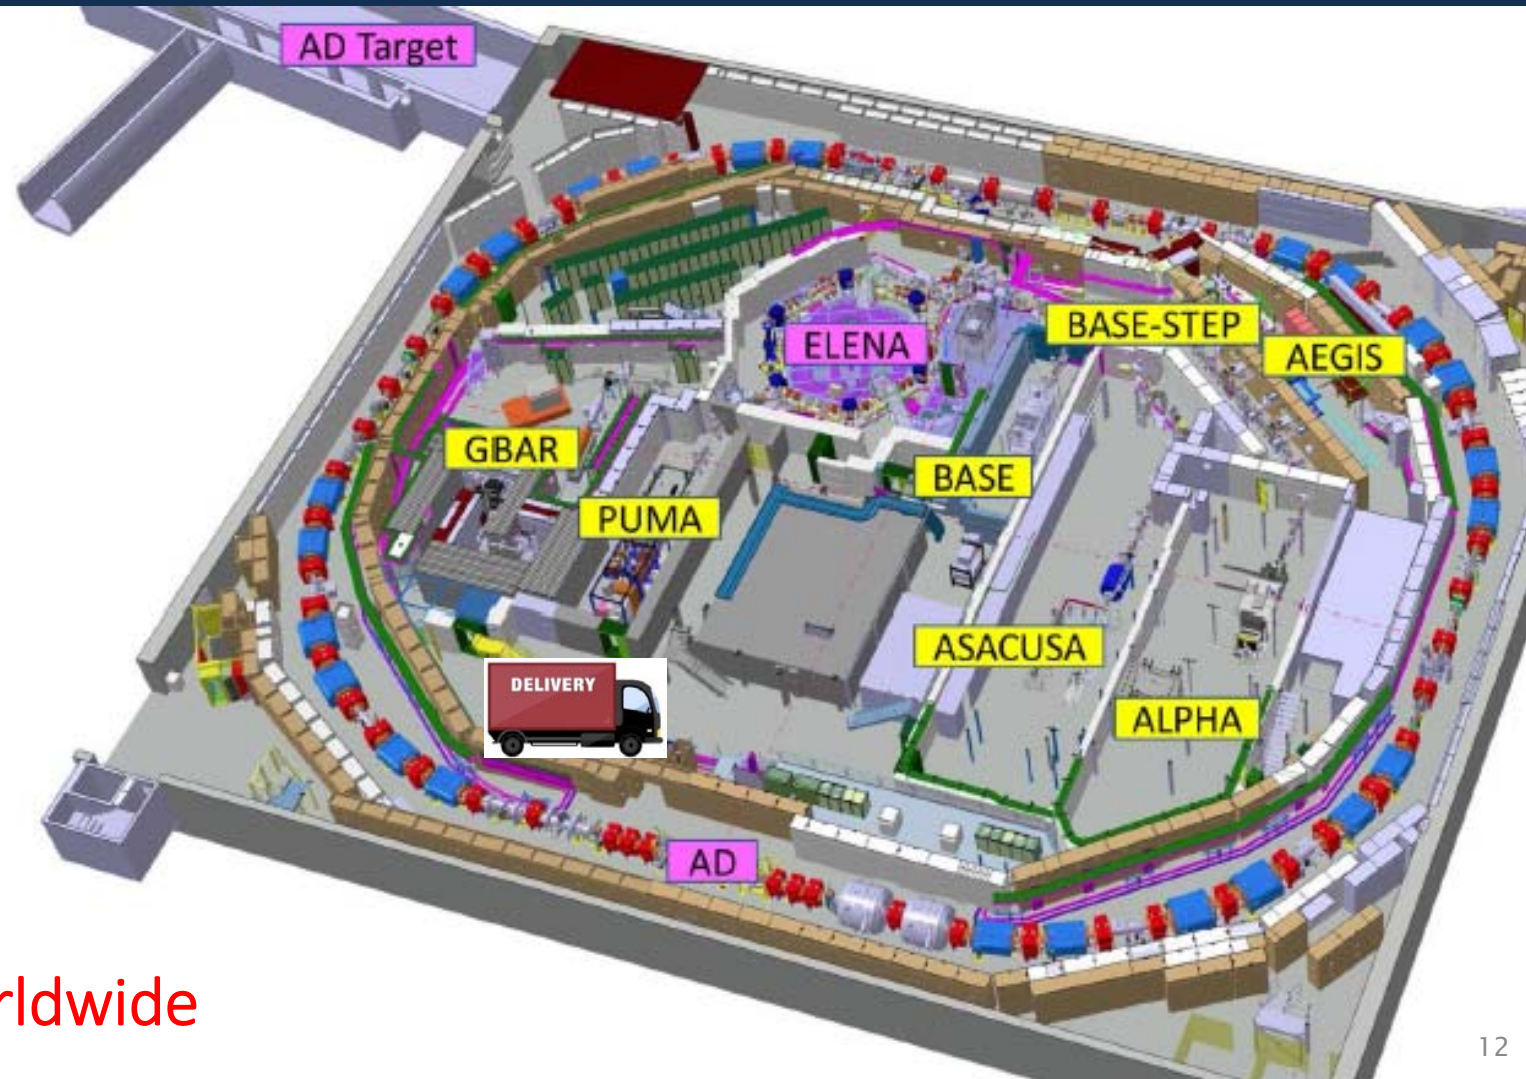 AD Target
BASE-STEP
ELENA
AEGIS
GBAR
BASE
PUMA
ASACUSA
DELIVERY
ALPHA
AD
rldwide
12